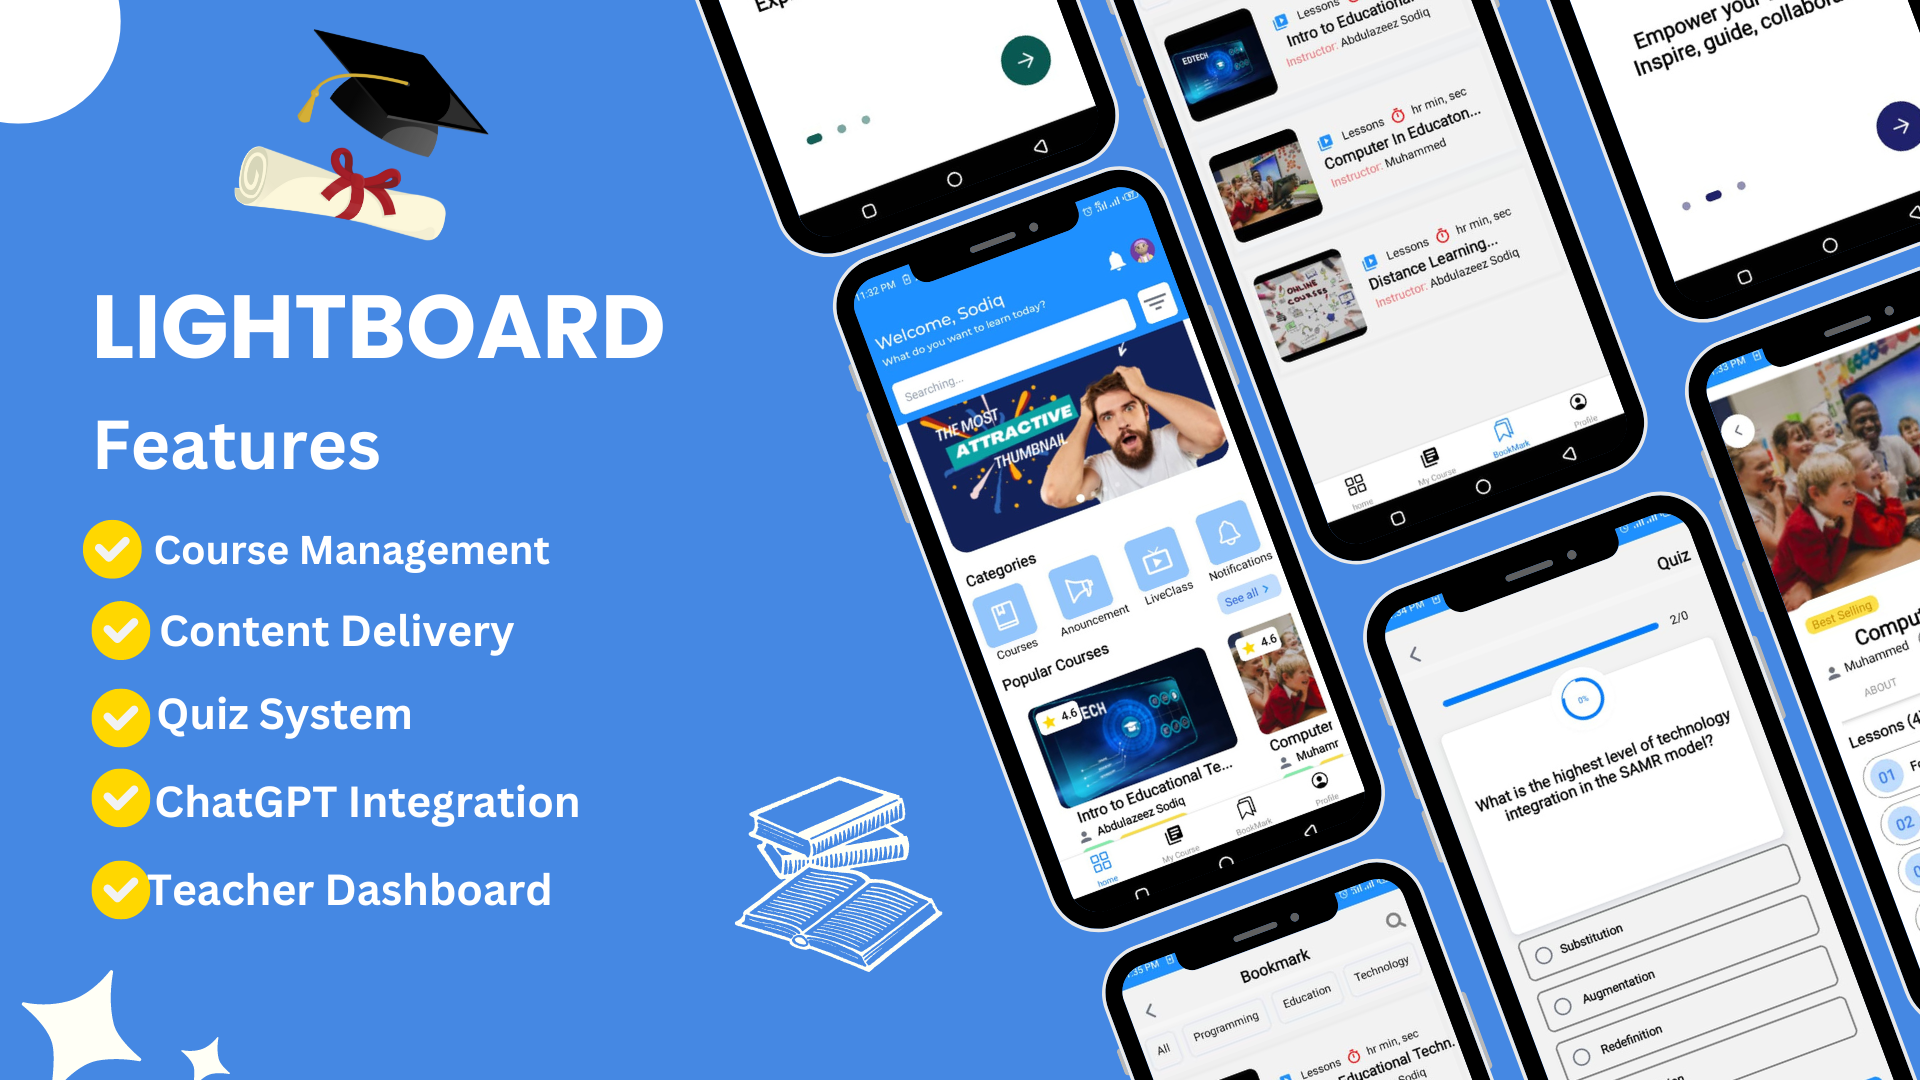 LIGHTBOARD
Features
Course Management
Content Delivery
Quiz System
ChatGPT Integration
Teacher Dashboard
11:32 PM
Welcome, Sodiq
What do you want to learn today?
Searching...
THE MOST
ATTRACTIVE
THUMBNAIL
Categories
Courses
Anouncement
LiveClass
Notifications
See all >
Popular Courses
4.6
4.6
Intro to Educational Te...
Abdulazeez Sodiq
Computer
Muhamr
home
My Course
BookMark
Profile
Lessons
EDTECH
Intro to Educational
Instructor: Abdulazeez Sodiq
Lessons hr min, sec
Computer In Educaton...
Instructor: Muhammed
Lessons hr min, sec
ONLINE
COURSES
Distance Learning...
Instructor: Abdulazeez Sodiq
home
My Course
BookMark
Profile
Empower your
Inspire, guide, collabora
:33 PM
Best Selling
Comput
Muhammed
ABOUT
Lessons (4
01
02
:34 PM
Quiz
2/0
0%
What is the highest level of technology
integration in the SAMR model?
Substitution
Augmentation
Redefinition
:35 PM
Bookmark
All
Programming
Education
Technology
Lessons hr min, sec
Educational Techn.
Sodiq